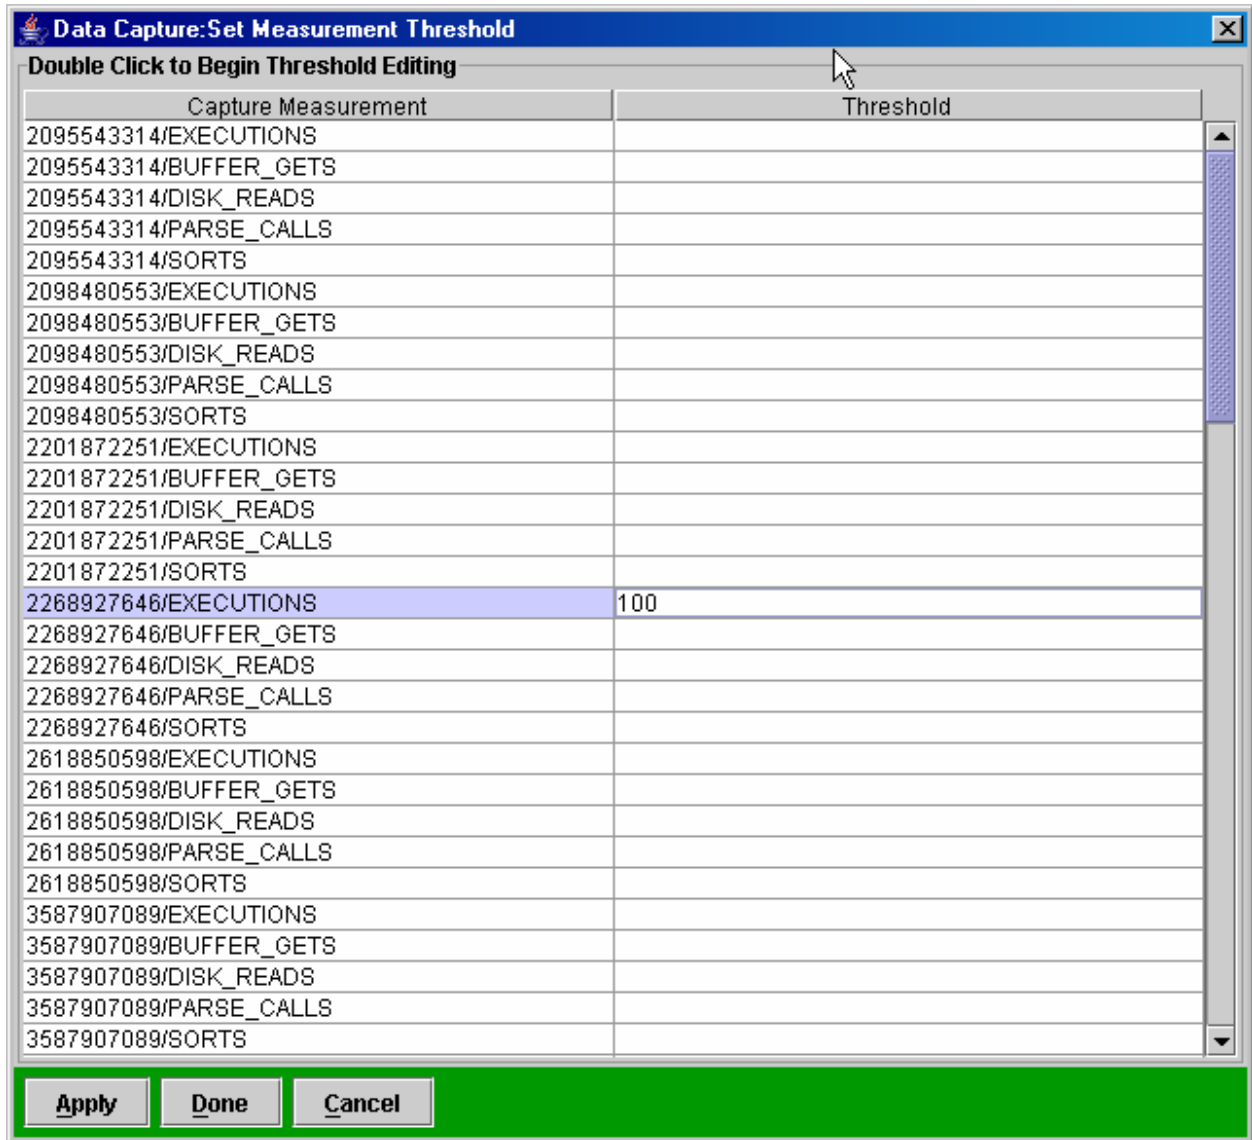 Data Capture:Set Measurement Threshold
Double Click to Begin Threshold Editing
Capture Measurement Threshold
2095543314/EXECUTIONS
2095543314/BUFFER_GETS
2095543314/DISK_READS
2095543314/PARSE_CALLS
2095543314/SORTS
2098480553/EXECUTIONS
2098480553/BUFFER_GETS
2098480553/DISK_READS
2098480553/PARSE_CALLS
2098480553/SORTS
2201872251/EXECUTIONS
2201872251/BUFFER_GETS
2201872251/DISK_READS
2201872251/PARSE_CALLS
2201872251/SORTS
2268927646/EXECUTIONS 100
2268927646/BUFFER_GETS
2268927646/DISK_READS
2268927646/PARSE_CALLS
2268927646/SORTS
2618850598/EXECUTIONS
2618850598/BUFFER_GETS
2618850598/DISK_READS
2618850598/PARSE_CALLS
2618850598/SORTS
3587907089/EXECUTIONS
3587907089/BUFFER_GETS
3587907089/DISK_READS
3587907089/PARSE_CALLS
3587907089/SORTS
Apply Done Cancel